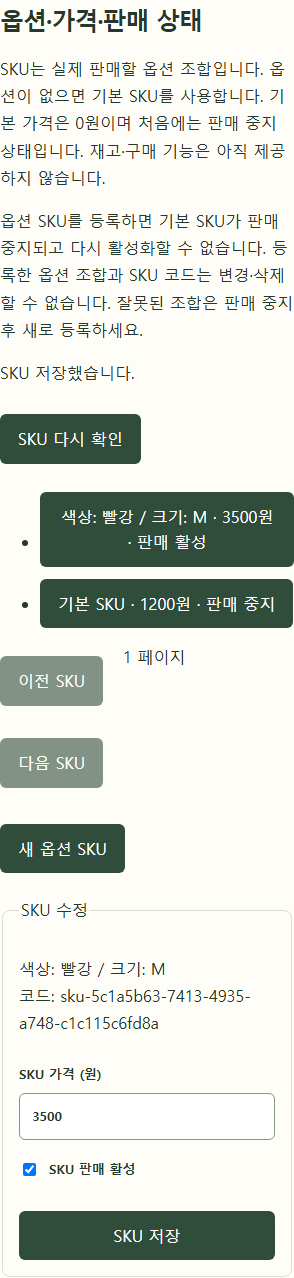 옵션·가격·판매 상태
SKU는 실제 판매할 옵션 조합입니다. 옵
션이 없으면 기본 SKU를 사용합니다. 기
본 가격은 0원이며 처음에는 판매 중지
상태입니다. 재고·구매 기능은 아직 제공
하지 않습니다.
옵션 SKU를 등록하면 기본 SKU가 판매
중지되고 다시 활성화할 수 없습니다. 등
록한 옵션 조합과 SKU 코드는 변경·삭제
할 수 없습니다. 잘못된 조합은 판매 중지
후 새로 등록하세요.
SKU 저장했습니다.
SKU 다시 확인
색상: 빨강 / 크기: M · 3500원
· 판매 활성
기본 SKU · 1200원 · 판매 중지
이전 SKU
1 페이지
다음 SKU
새 옵션 SKU
SKU 수정
색상: 빨강 / 크기: M
코드: sku-5c1a5b63-7413-4935-
a748-c1c115c6fd8a
SKU 가격 (원)
3500
SKU 판매 활성
SKU 저장